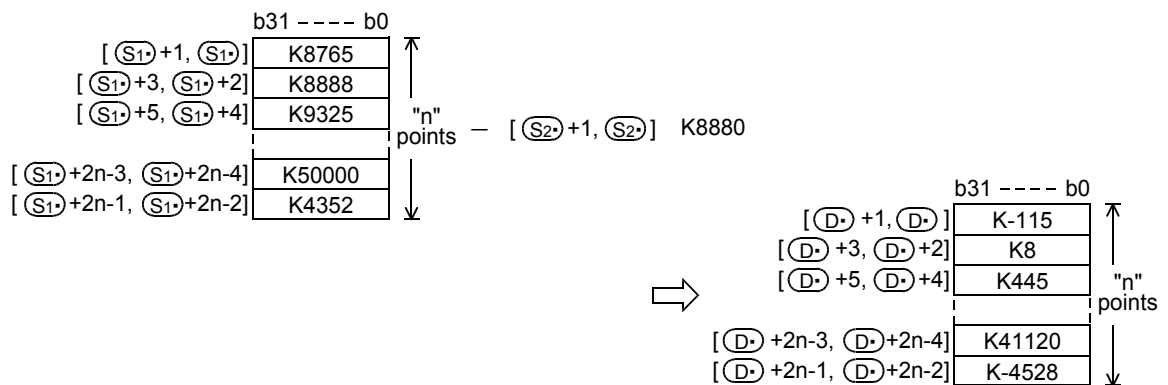 b31 ---- b0
[ (S1·) +1, (S1·) ] K8765
[ (S1·) +3, (S1·) +2] K8888
[ (S1·) +5, (S1·) +4] K9325
"n"
points
— [ (S2·) +1, (S2·) ] K8880
[ (S1·) +2n-3, (S1·) +2n-4] K50000
[ (S1·) +2n-1, (S1·) +2n-2] K4352
b31 ---- b0
[ (D·) +1, (D·) ] K-115
[ (D·) +3, (D·) +2] K8
[ (D·) +5, (D·) +4] K445
"n"
points
[ (D·) +2n-3, (D·) +2n-4] K41120
[ (D·) +2n-1, (D·) +2n-2] K-4528